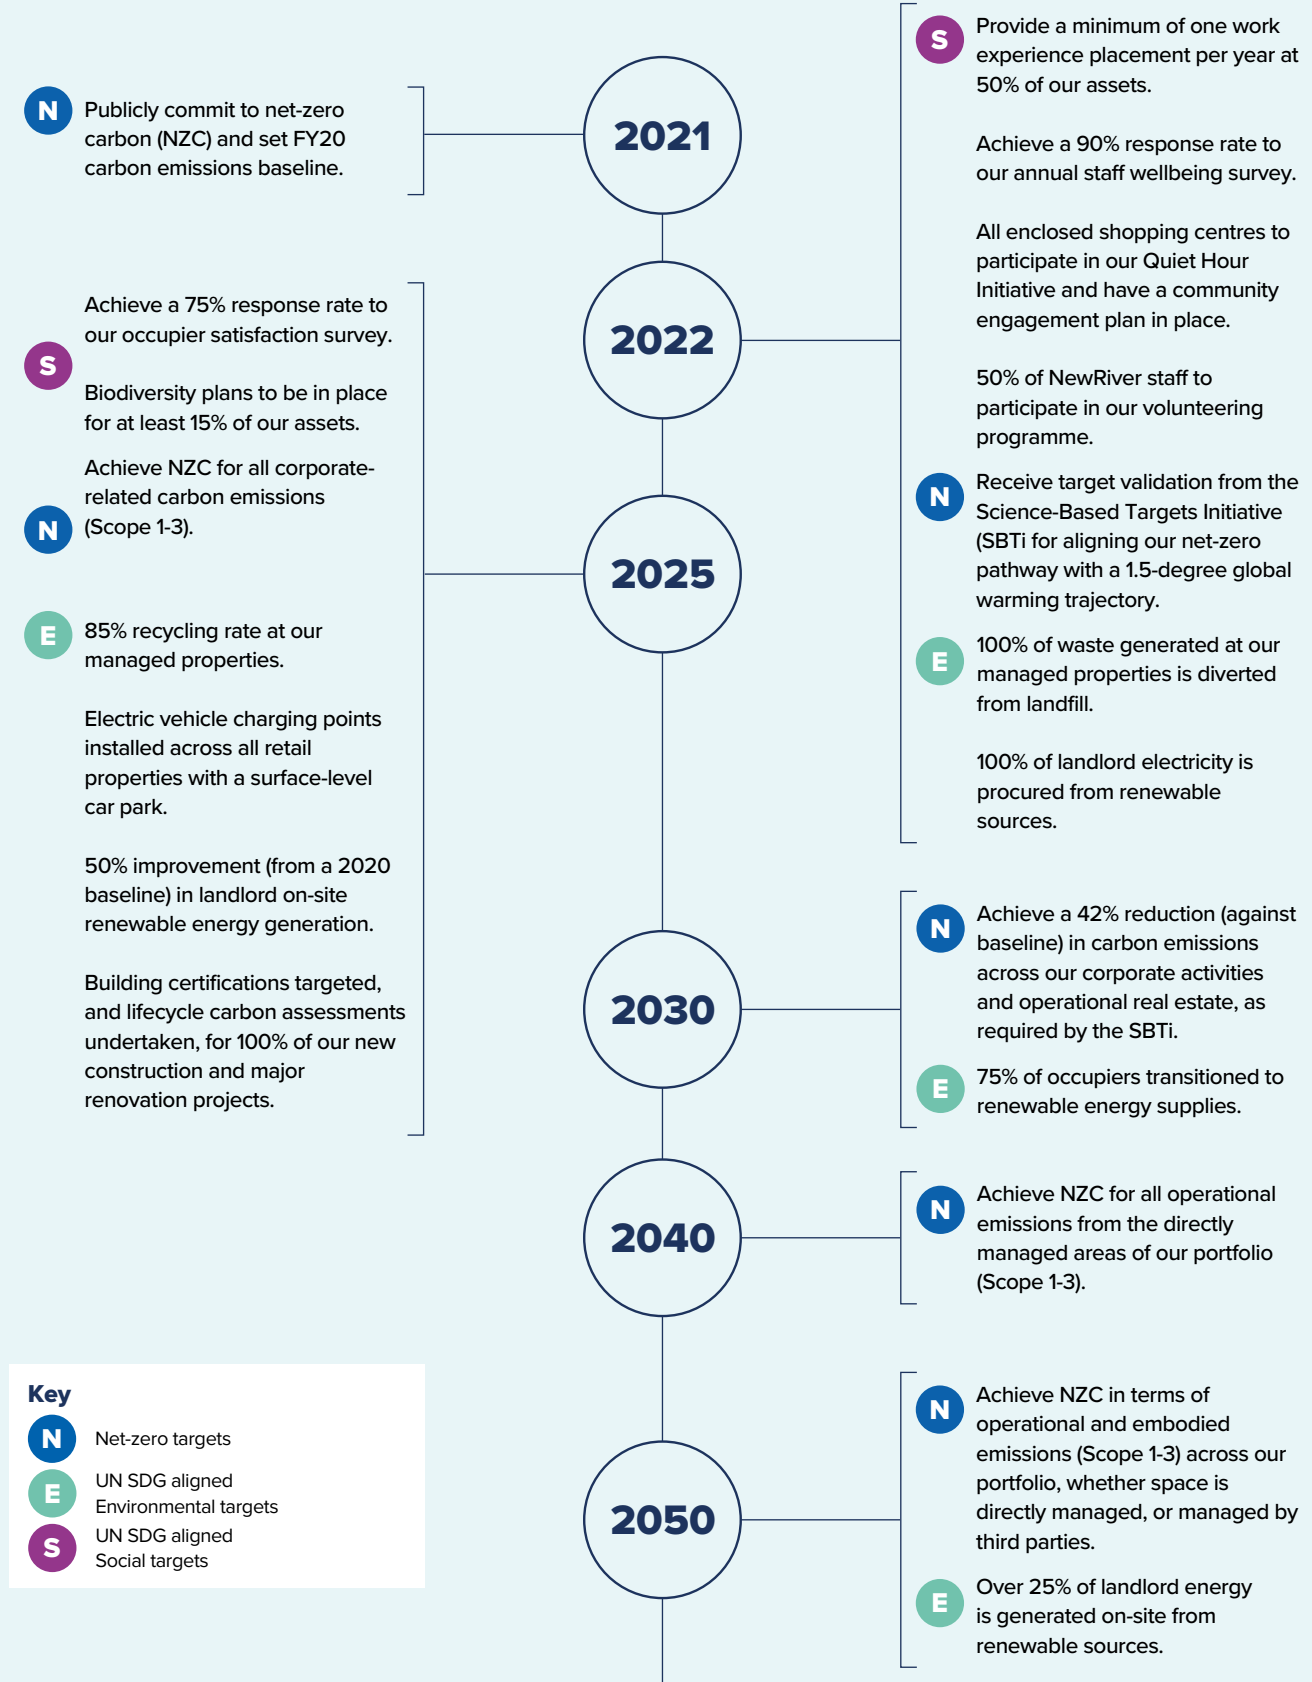 2021
N
Publicly commit to net-zero
carbon (NZC) and set FY20
carbon emissions baseline.
2022
S
Provide a minimum of one work
experience placement per year at
50% of our assets.
Achieve a 90% response rate to
our annual staff wellbeing survey.
All enclosed shopping centres to
participate in our Quiet Hour
Initiative and have a community
engagement plan in place.
50% of NewRiver staff to
participate in our volunteering
programme.
N
Receive target validation from the
Science-Based Targets Initiative
(SBTi for aligning our net-zero
pathway with a 1.5-degree global
warming trajectory.
E
100% of waste generated at our
managed properties is diverted
from landfill.
100% of landlord electricity is
procured from renewable
sources.
2025
S
Achieve a 75% response rate to
our occupier satisfaction survey.
Biodiversity plans to be in place
for at least 15% of our assets.
N
Achieve NZC for all corporate-
related carbon emissions
(Scope 1-3).
E
85% recycling rate at our
managed properties.
Electric vehicle charging points
installed across all retail
properties with a surface-level
car park.
50% improvement (from a 2020
baseline) in landlord on-site
renewable energy generation.
Building certifications targeted,
and lifecycle carbon assessments
undertaken, for 100% of our new
construction and major
renovation projects.
2030
N
Achieve a 42% reduction (against
baseline) in carbon emissions
across our corporate activities
and operational real estate, as
required by the SBTi.
E
75% of occupiers transitioned to
renewable energy supplies.
2040
N
Achieve NZC for all operational
emissions from the directly
managed areas of our portfolio
(Scope 1-3).
2050
N
Achieve NZC in terms of
operational and embodied
emissions (Scope 1-3) across our
portfolio, whether space is
directly managed, or managed by
third parties.
E
Over 25% of landlord energy
is generated on-site from
renewable sources.
Key
N
Net-zero targets
E
UN SDG aligned
Environmental targets
S
UN SDG aligned
Social targets